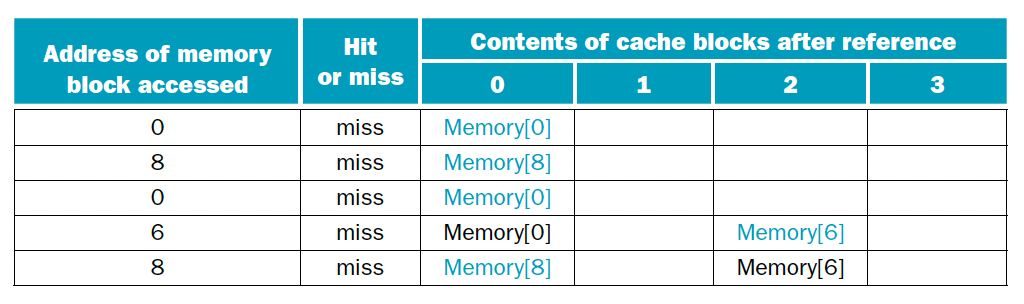 Address of memory block accessed | Hit or miss | Contents of cache blocks after reference
0 | 1 | 2 | 3
0 | miss | Memory[0] | | |
8 | miss | Memory[8] | | |
0 | miss | Memory[0] | | |
6 | miss | Memory[0] | | Memory[6] |
8 | miss | Memory[8] | | Memory[6] |